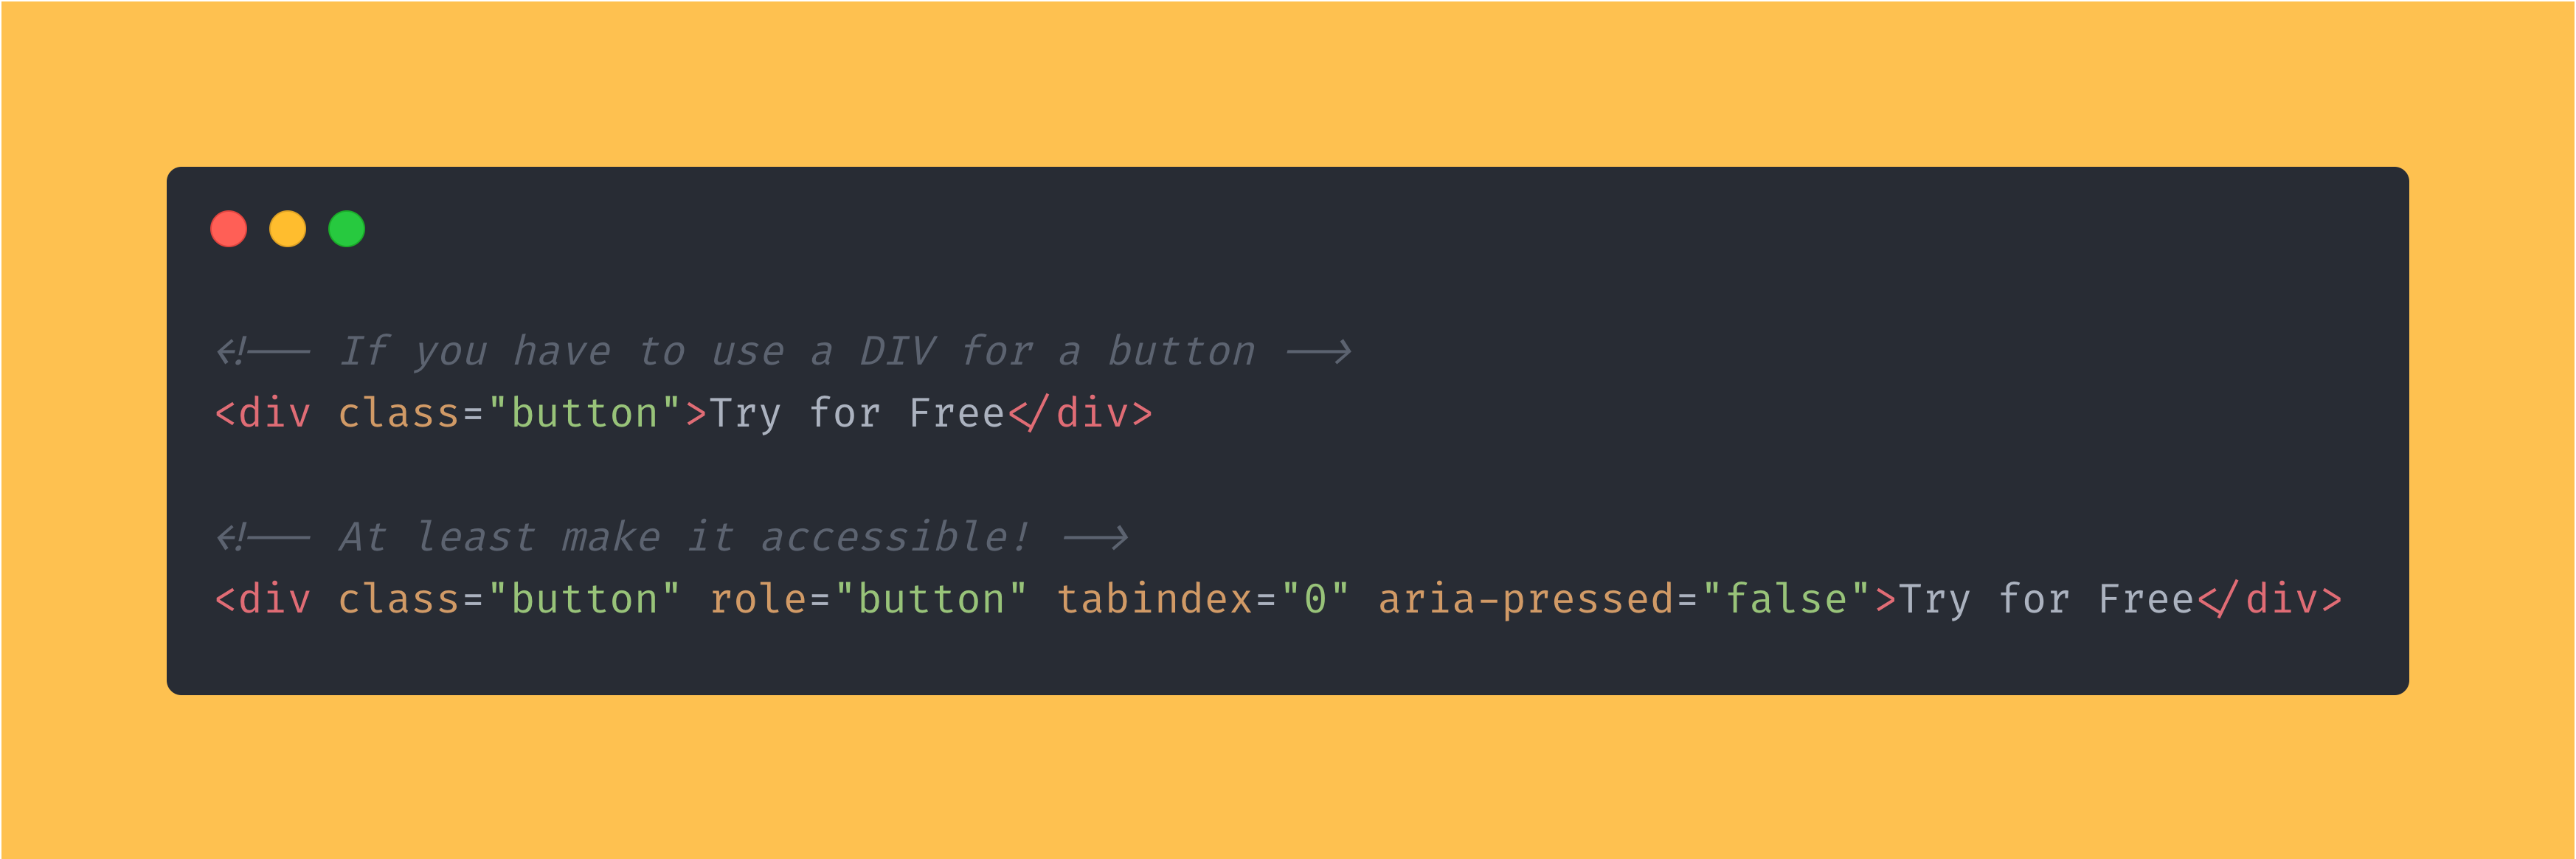 <!-- If you have to use a DIV for a button -->
<div class="button">Try for Free</div>
<!-- At least make it accessible! -->
<div class="button" role="button" tabindex="0" aria-pressed="false">Try for Free</div>